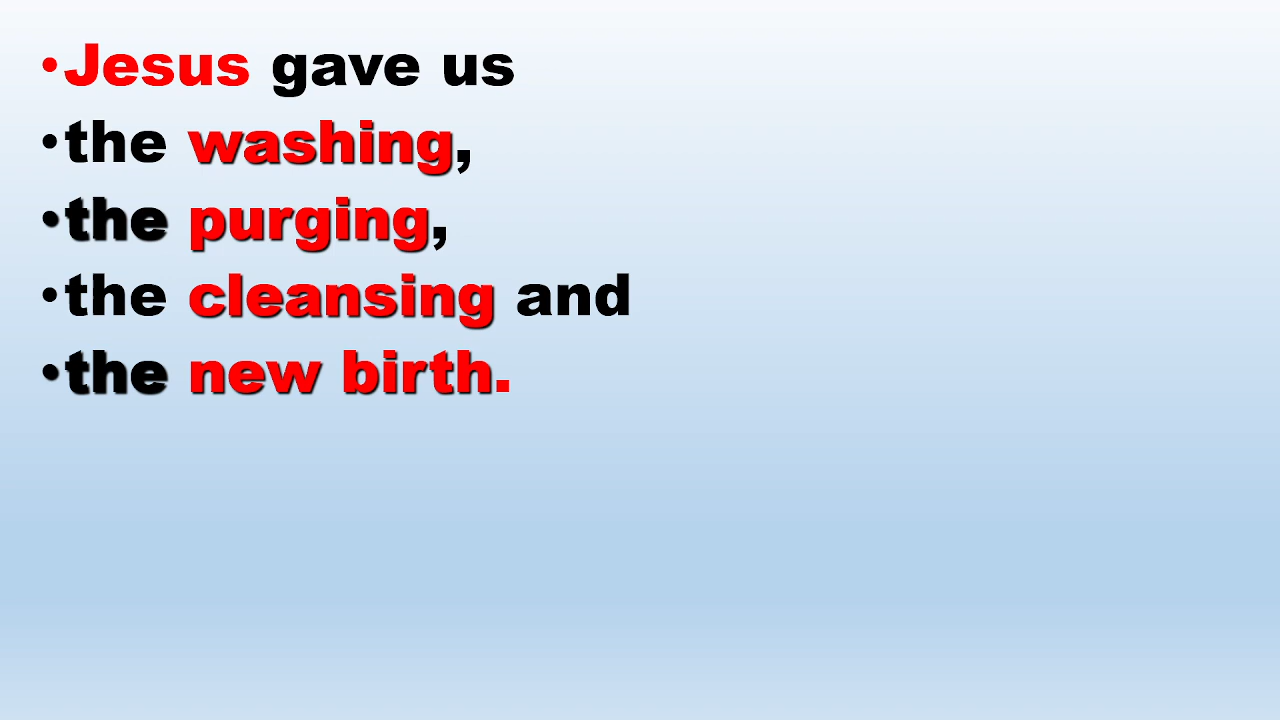 •Jesus gave us
•the washing,
•the purging,
•the cleansing and
•the new birth.